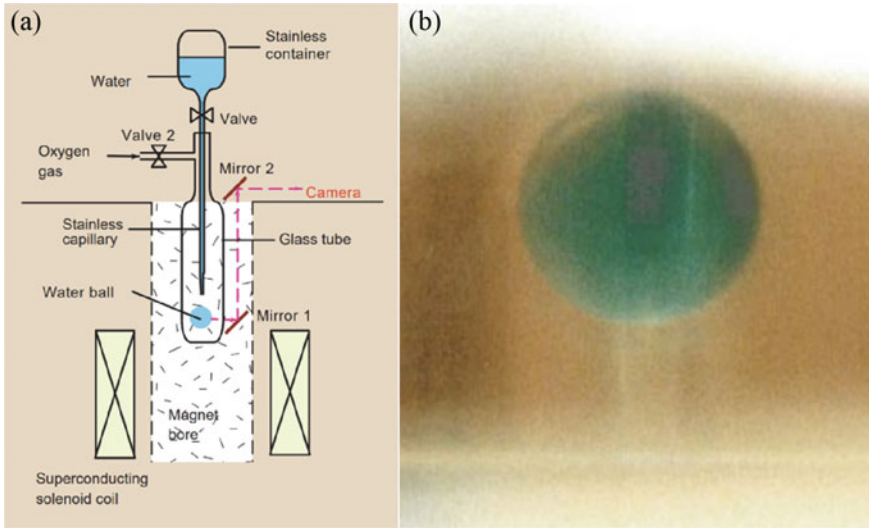 (a)
Stainless
container
Water
Valve
Valve 2
Oxygen
gas
Mirror 2
Camera
Stainless
capillary
Glass tube
Water ball
Mirror 1
Magnet
bore
Superconducting
solenoid coil
(b)